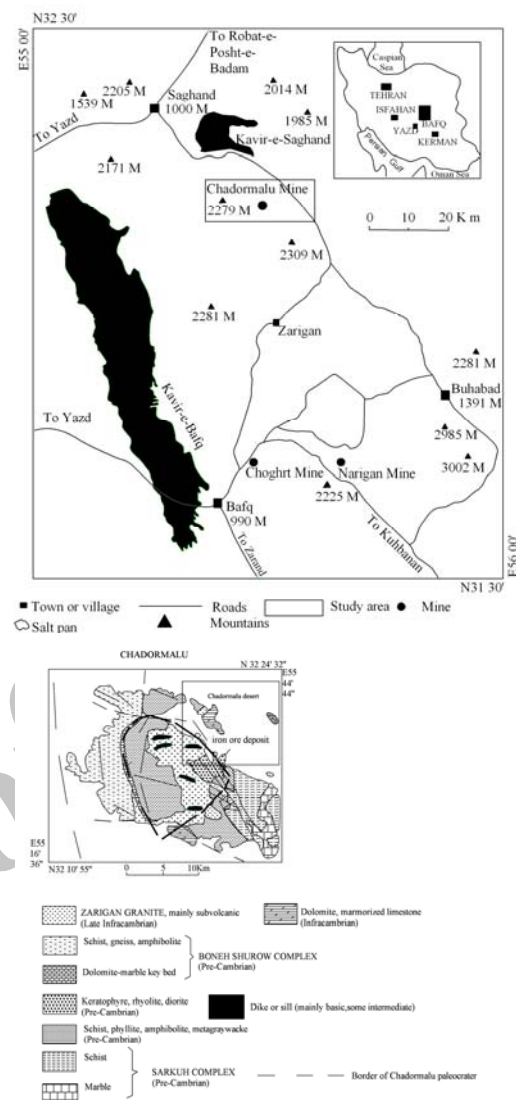 N32 30'
E55 00'
To Robat-e-
Posht-e-
Badam
Caspian
Sea
TEHRAN
ISFAHAN
BAFQ
YAZD
KERMAN
Persian Gulf
Oman Sea
2205 M
1539 M
Saghand
1000 M
2014 M
1985 M
To Yazd
Kavir-e-Saghand
2171 M
Chadormalu Mine
2279 M
0 10 20 K m
2309 M
2281 M
Zarigan
2281 M
Buhabad
1391 M
Kavir-e-Bafq
To Yazd
2985 M
3002 M
Choghrt Mine
Narigan Mine
2225 M
Bafq
990 M
To Zarand
To Kuhbanan
E56 00'
N31 30'
Town or village
Roads
Study area
Mine
Salt pan
Mountains
CHADORMALU
N 32 24' 32"
E55
44'
44"
Chadormalu desert
iron ore deposit
E55
16'
36"
N32 10' 55"
0 5 10Km
ZARIGAN GRANITE, mainly subvolcanic
(Late Infracambrian)
Dolomite, marmorized limestone
(Infracambrian)
Schist, gneiss, amphibolite
BONEH SHUROW COMPLEX
(Pre-Cambrian)
Dolomite-marble key bed
Keratophyre, rhyolite, diorite
(Pre-Cambrian)
Dike or sill (mainly basic,some intermediate)
Schist, phyllite, amphibolite, metagraywacke
(Pre-Cambrian)
Schist
SARKUH COMPLEX
(Pre-Cambrian)
Marble
Border of Chadormalu paleocrater